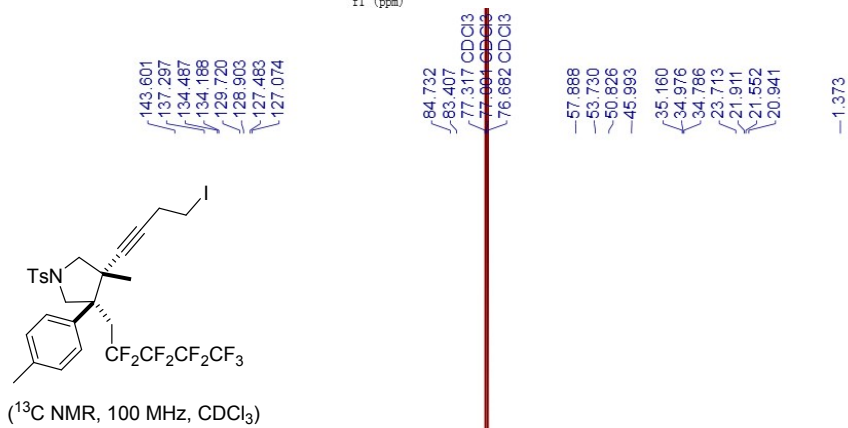 f1 (ppm)
143.601
137.297
134.487
134.188
129.720
128.903
127.483
127.074
84.732
83.407
77.317 CDCl3
77.001 CDCl3
76.682 CDCl3
57.888
53.730
50.826
45.993
35.160
34.976
34.786
23.713
21.911
21.552
20.941
-1.373
I
TsN
CF2CF2CF2CF3
(13C NMR, 100 MHz, CDCl3)